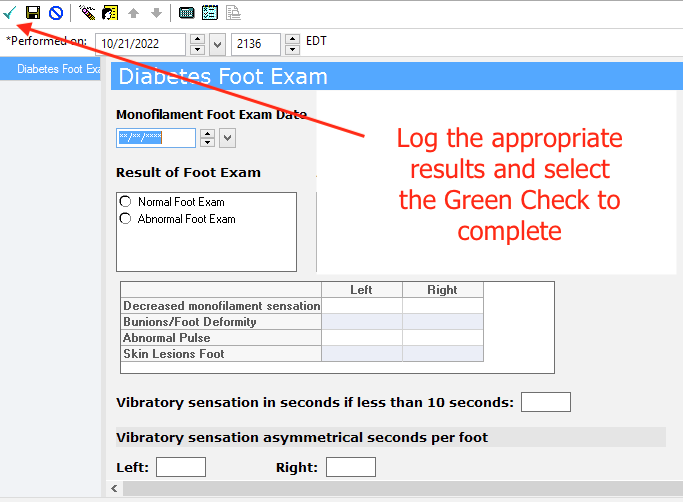 *Performed on: 10/21/2022 2136 EDT
Diabetes Foot Exa
Diabetes Foot Exam
Monofilament Foot Exam Date
**/**/****
Log the appropriate
results and select
the Green Check to
complete
Result of Foot Exam
Normal Foot Exam
Abnormal Foot Exam
Left Right
Decreased monofilament sensation
Bunions/Foot Deformity
Abnormal Pulse
Skin Lesions Foot
Vibratory sensation in seconds if less than 10 seconds:
Vibratory sensation asymmetrical seconds per foot
Left: Right: